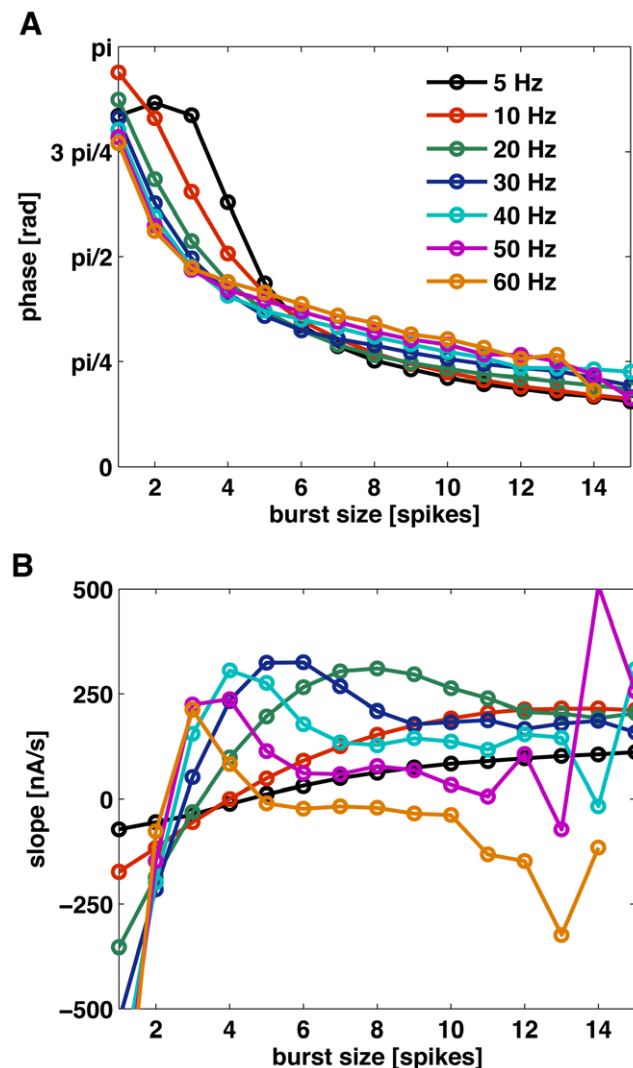 A
pi
3 pi/4
pi/2
pi/4
0
phase [rad]
5 Hz
10 Hz
20 Hz
30 Hz
40 Hz
50 Hz
60 Hz
2 4 6 8 10 12 14
burst size [spikes]
B
500
250
0
−250
−500
slope [nA/s]
2 4 6 8 10 12 14
burst size [spikes]